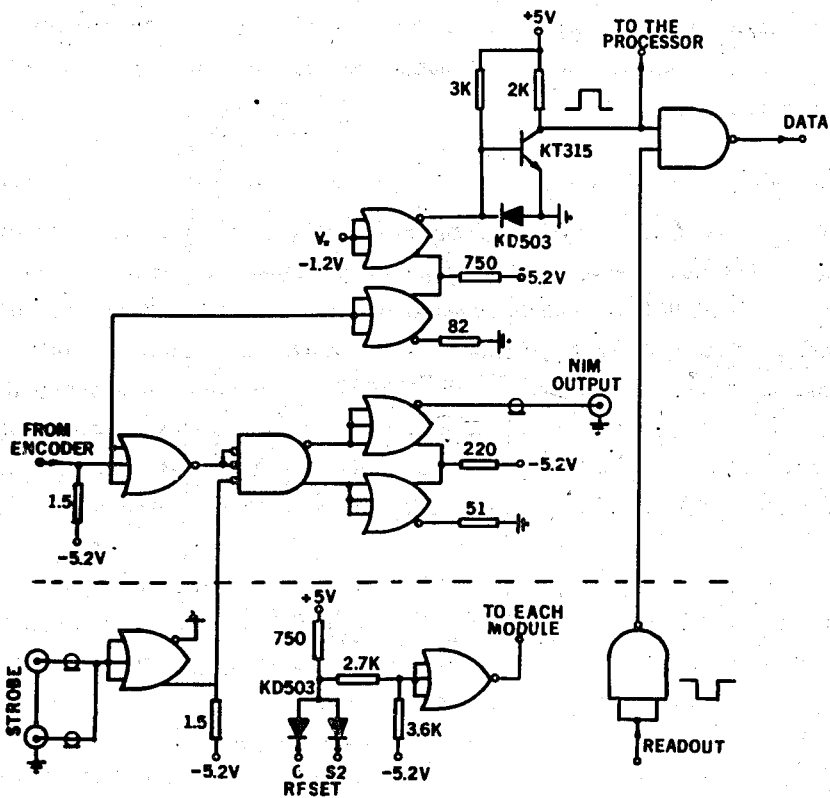 +5V
TO THE
PROCESSOR
3K
2K
KT315
DATA
KD503
V.
-1.2V
750
-5.2V
82
NIM
OUTPUT
FROM
ENCODER
220
-5.2V
1.5
51
-5.2V
+5V
TO EACH
MODULE
750
2.7K
STROBE
KD503
1.5
3.6K
READOUT
-5.2V
C
S2
-5.2V
RFSET